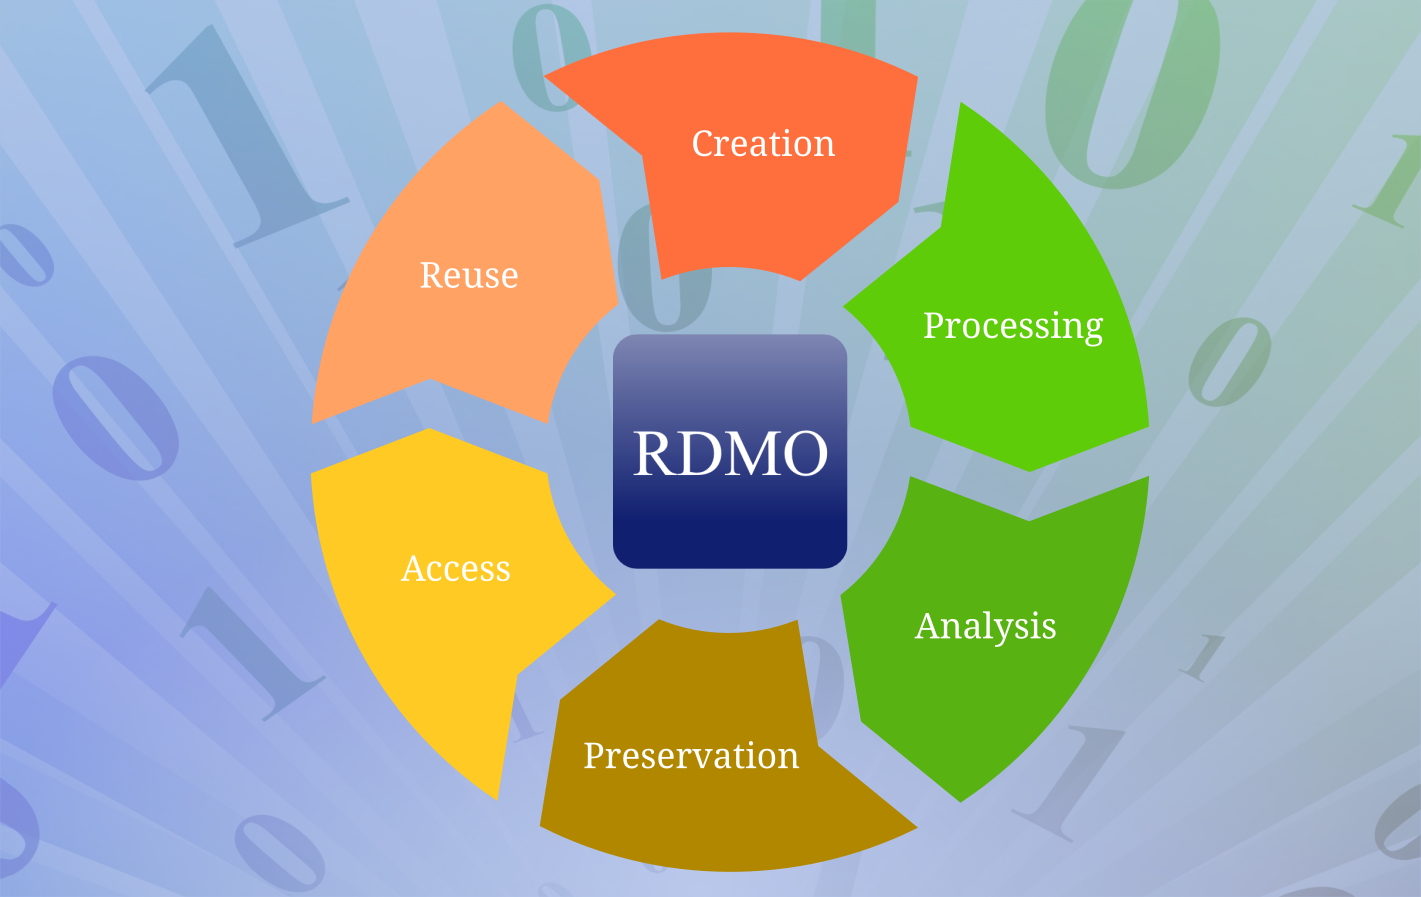 Creation
Processing
Analysis
Preservation
Access
Reuse
RDMO